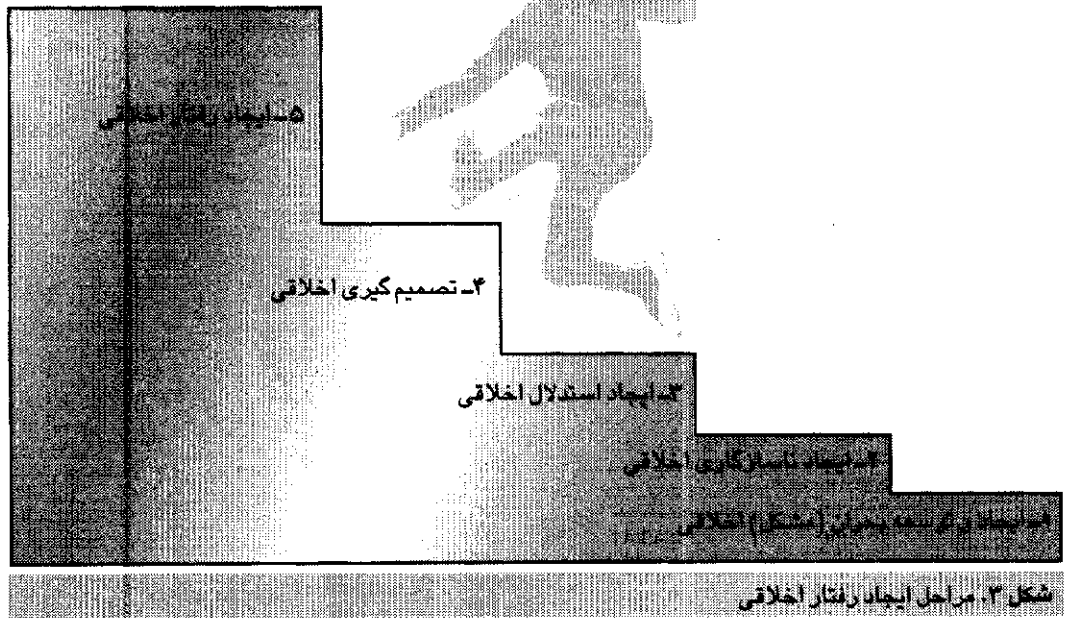 ۵ـ ایجاد رفتار اخلاقی
۴ـ تصمیم گیری اخلاقی
۳ـ ایجاد استدلال اخلاقی
۲ـ ایجاد ناسازگاری اخلاقی
۱ـ ایجاد و توسعه بحران (مشکل) اخلاقی
شکل ۳. مراحل ایجاد رفتار اخلاقی